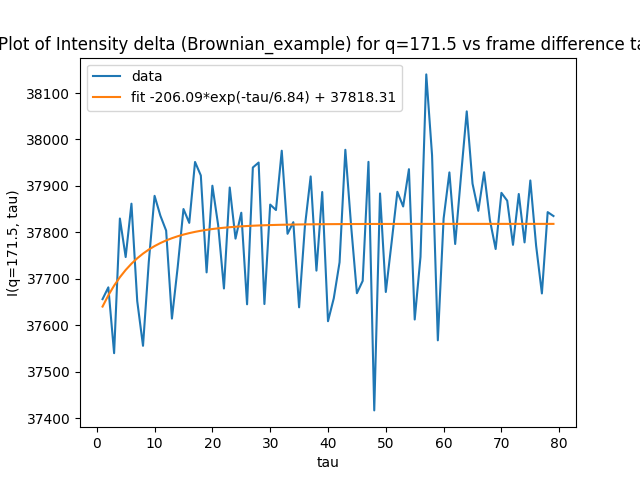 Plot of Intensity delta (Brownian_example) for q=171.5 vs frame difference
data
fit -206.09*exp(-tau/6.84) + 37818.31
I(q=171.5, tau)
38100
38000
37900
37800
37700
37600
37500
37400
0 10 20 30 40 50 60 70 80
tau